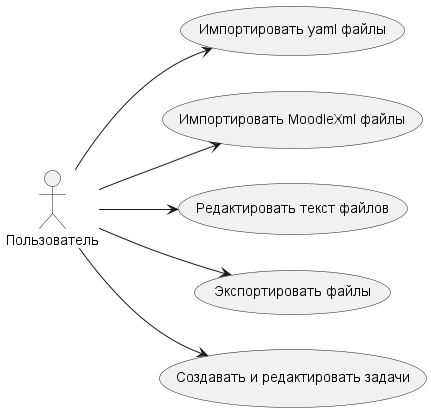 Импортировать yaml файлы
Импортировать MoodleXml файлы
Редактировать текст файлов
Пользователь
Экспортировать файлы
Создавать и редактировать задачи